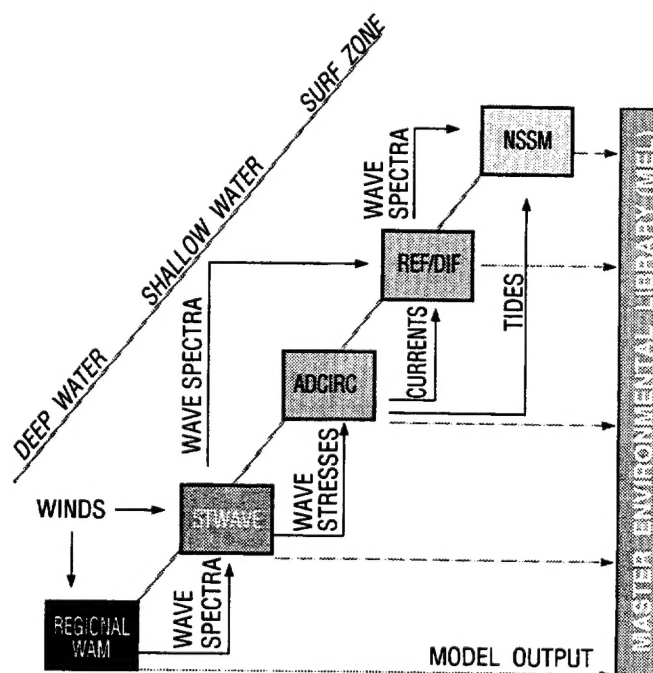 SURF ZONE
SHALLOW WATER
DEEP WATER
NSSM
WAVE
SPECTRA
REF/DIF
TIDES
WAVE SPECTRA
CURRENTS
ADCIRC
WAVE
STRESSES
WINDS
STWAVE
WAVE
SPECTRA
REGIONAL
WAM
MODEL OUTPUT
MASTER ENVIRONMENTAL LIBRARY (MEL)